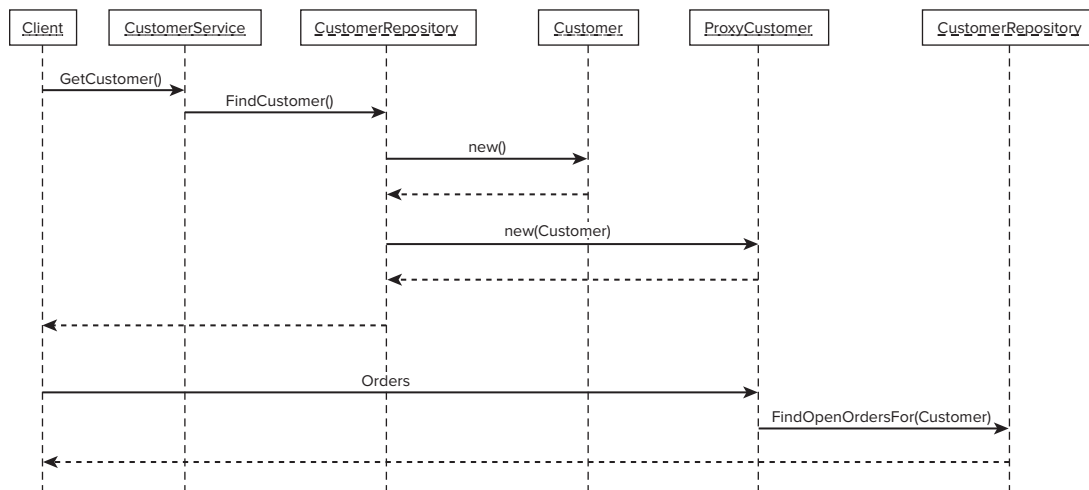 Client
CustomerService
CustomerRepository
Customer
ProxyCustomer
CustomerRepository
GetCustomer()
FindCustomer()
new()
new(Customer)
Orders
FindOpenOrdersFor(Customer)